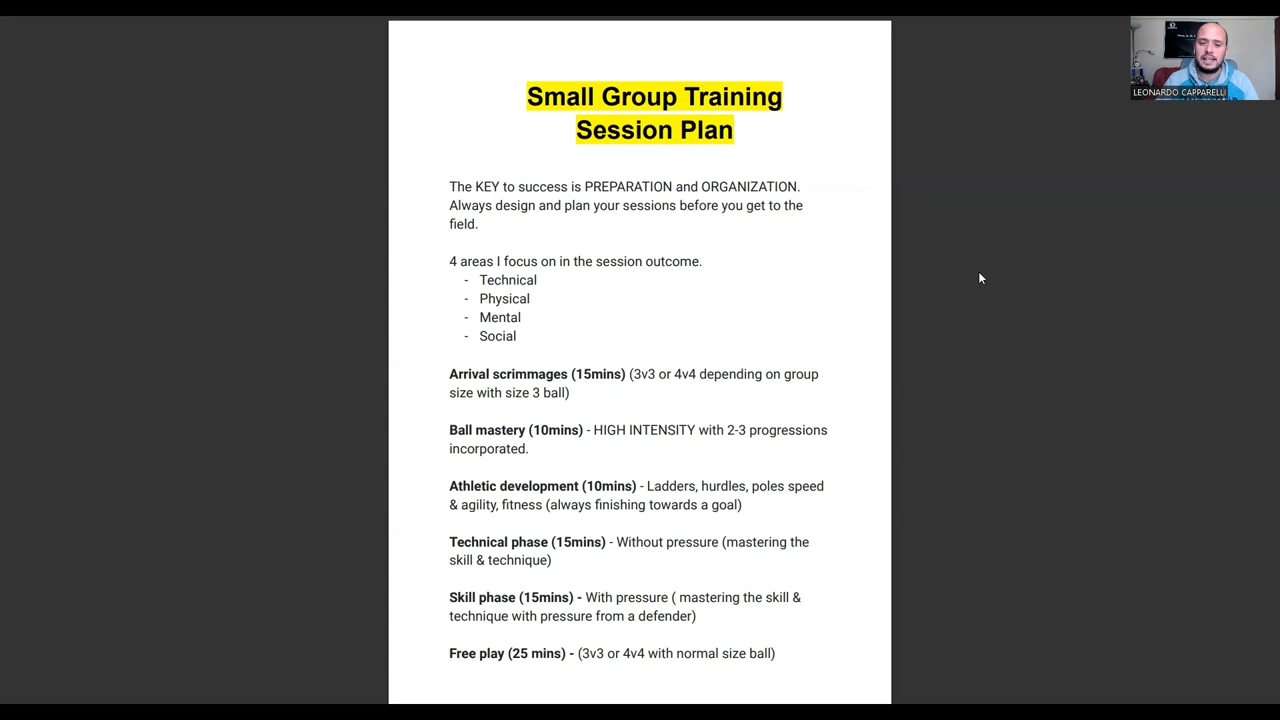 Small Group Training
Session Plan
The KEY to success is PREPARATION and ORGANIZATION.
Always design and plan your sessions before you get to the
field.
4 areas I focus on in the session outcome.
- Technical
- Physical
- Mental
- Social
Arrival scrimmages (15mins) (3v3 or 4v4 depending on group
size with size 3 ball)
Ball mastery (10mins) - HIGH INTENSITY with 2-3 progressions
incorporated.
Athletic development (10mins) - Ladders, hurdles, poles speed
& agility, fitness (always finishing towards a goal)
Technical phase (15mins) - Without pressure (mastering the
skill & technique)
Skill phase (15mins) - With pressure ( mastering the skill &
technique with pressure from a defender)
Free play (25 mins) - (3v3 or 4v4 with normal size ball)
LEONARDO CAPPARELLI